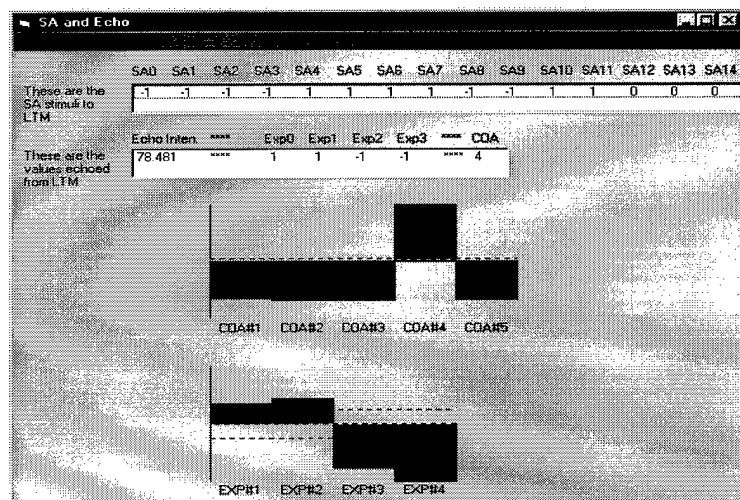 SA and Echo
SA0 SA1 SA2 SA3 SA4 SA5 SA6 SA7 SA8 SA9 SA10 SA11 SA12 SA13 SA14
These are the SA stimuli to LTM
-1 -1 -1 -1 1 1 1 1 -1 -1 1 1 0 0 0
Echo Inten. **** Exp0 Exp1 Exp2 Exp3 **** COA
These are the values echoed from LTM
78.481 **** 1 1 -1 -1 **** 4
COA#1 COA#2 COA#3 COA#4 COA#5
EXP#1 EXP#2 EXP#3 EXP#4